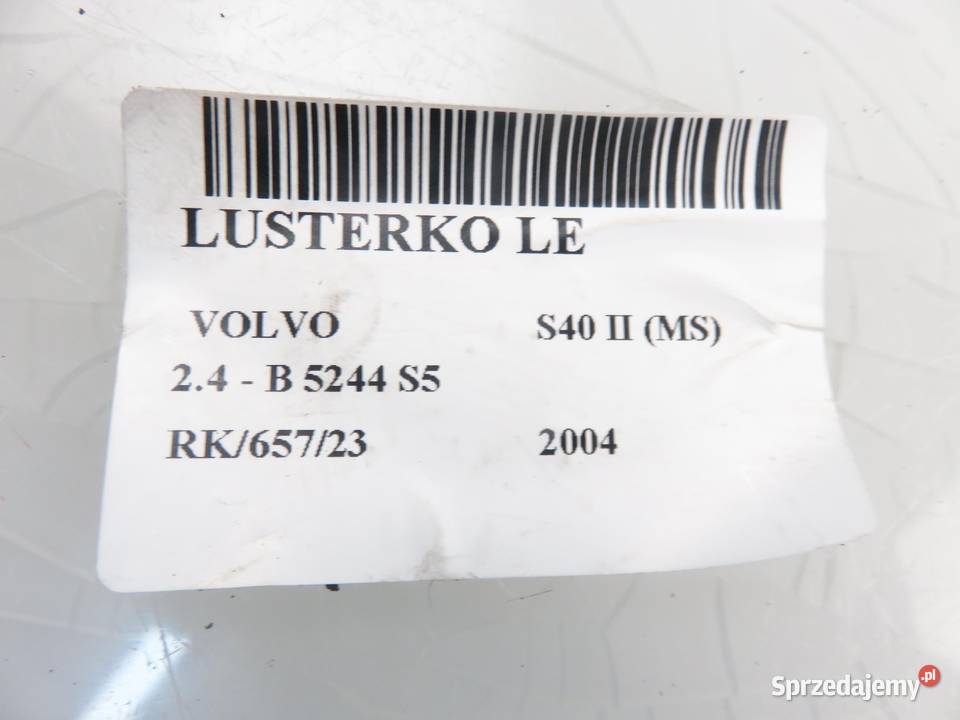 LUSTERKO LE
VOLVO S40 II (MS)
2.4 - B 5244 S5
RK/657/23 2004
Sprzedajemy.pl